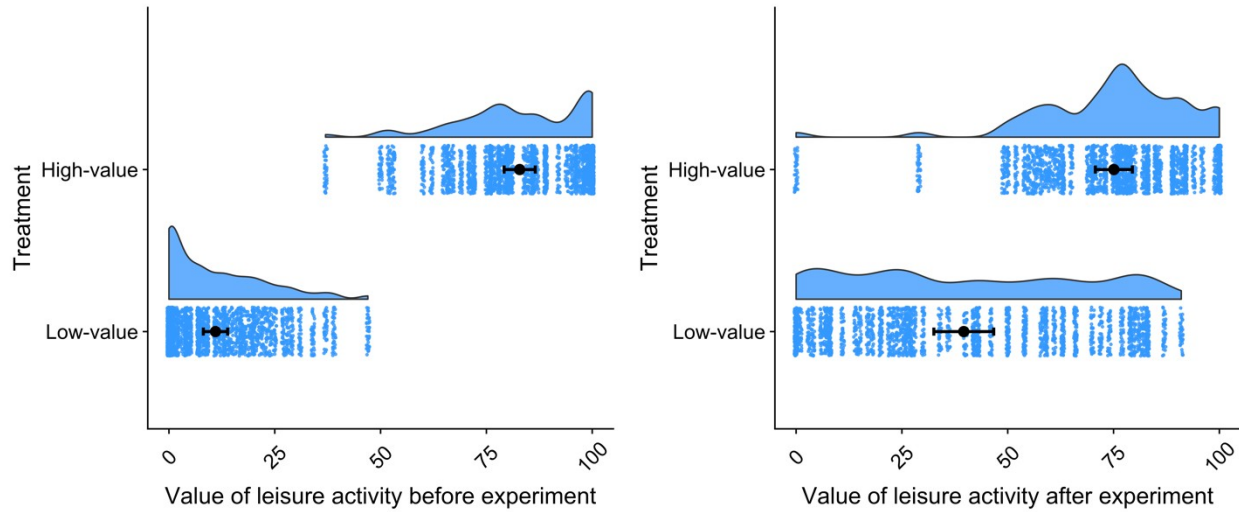 Treatment
High-value
Low-value
0 25 50 75 100
Value of leisure activity before experiment
Treatment
High-value
Low-value
0 25 50 75 100
Value of leisure activity after experiment